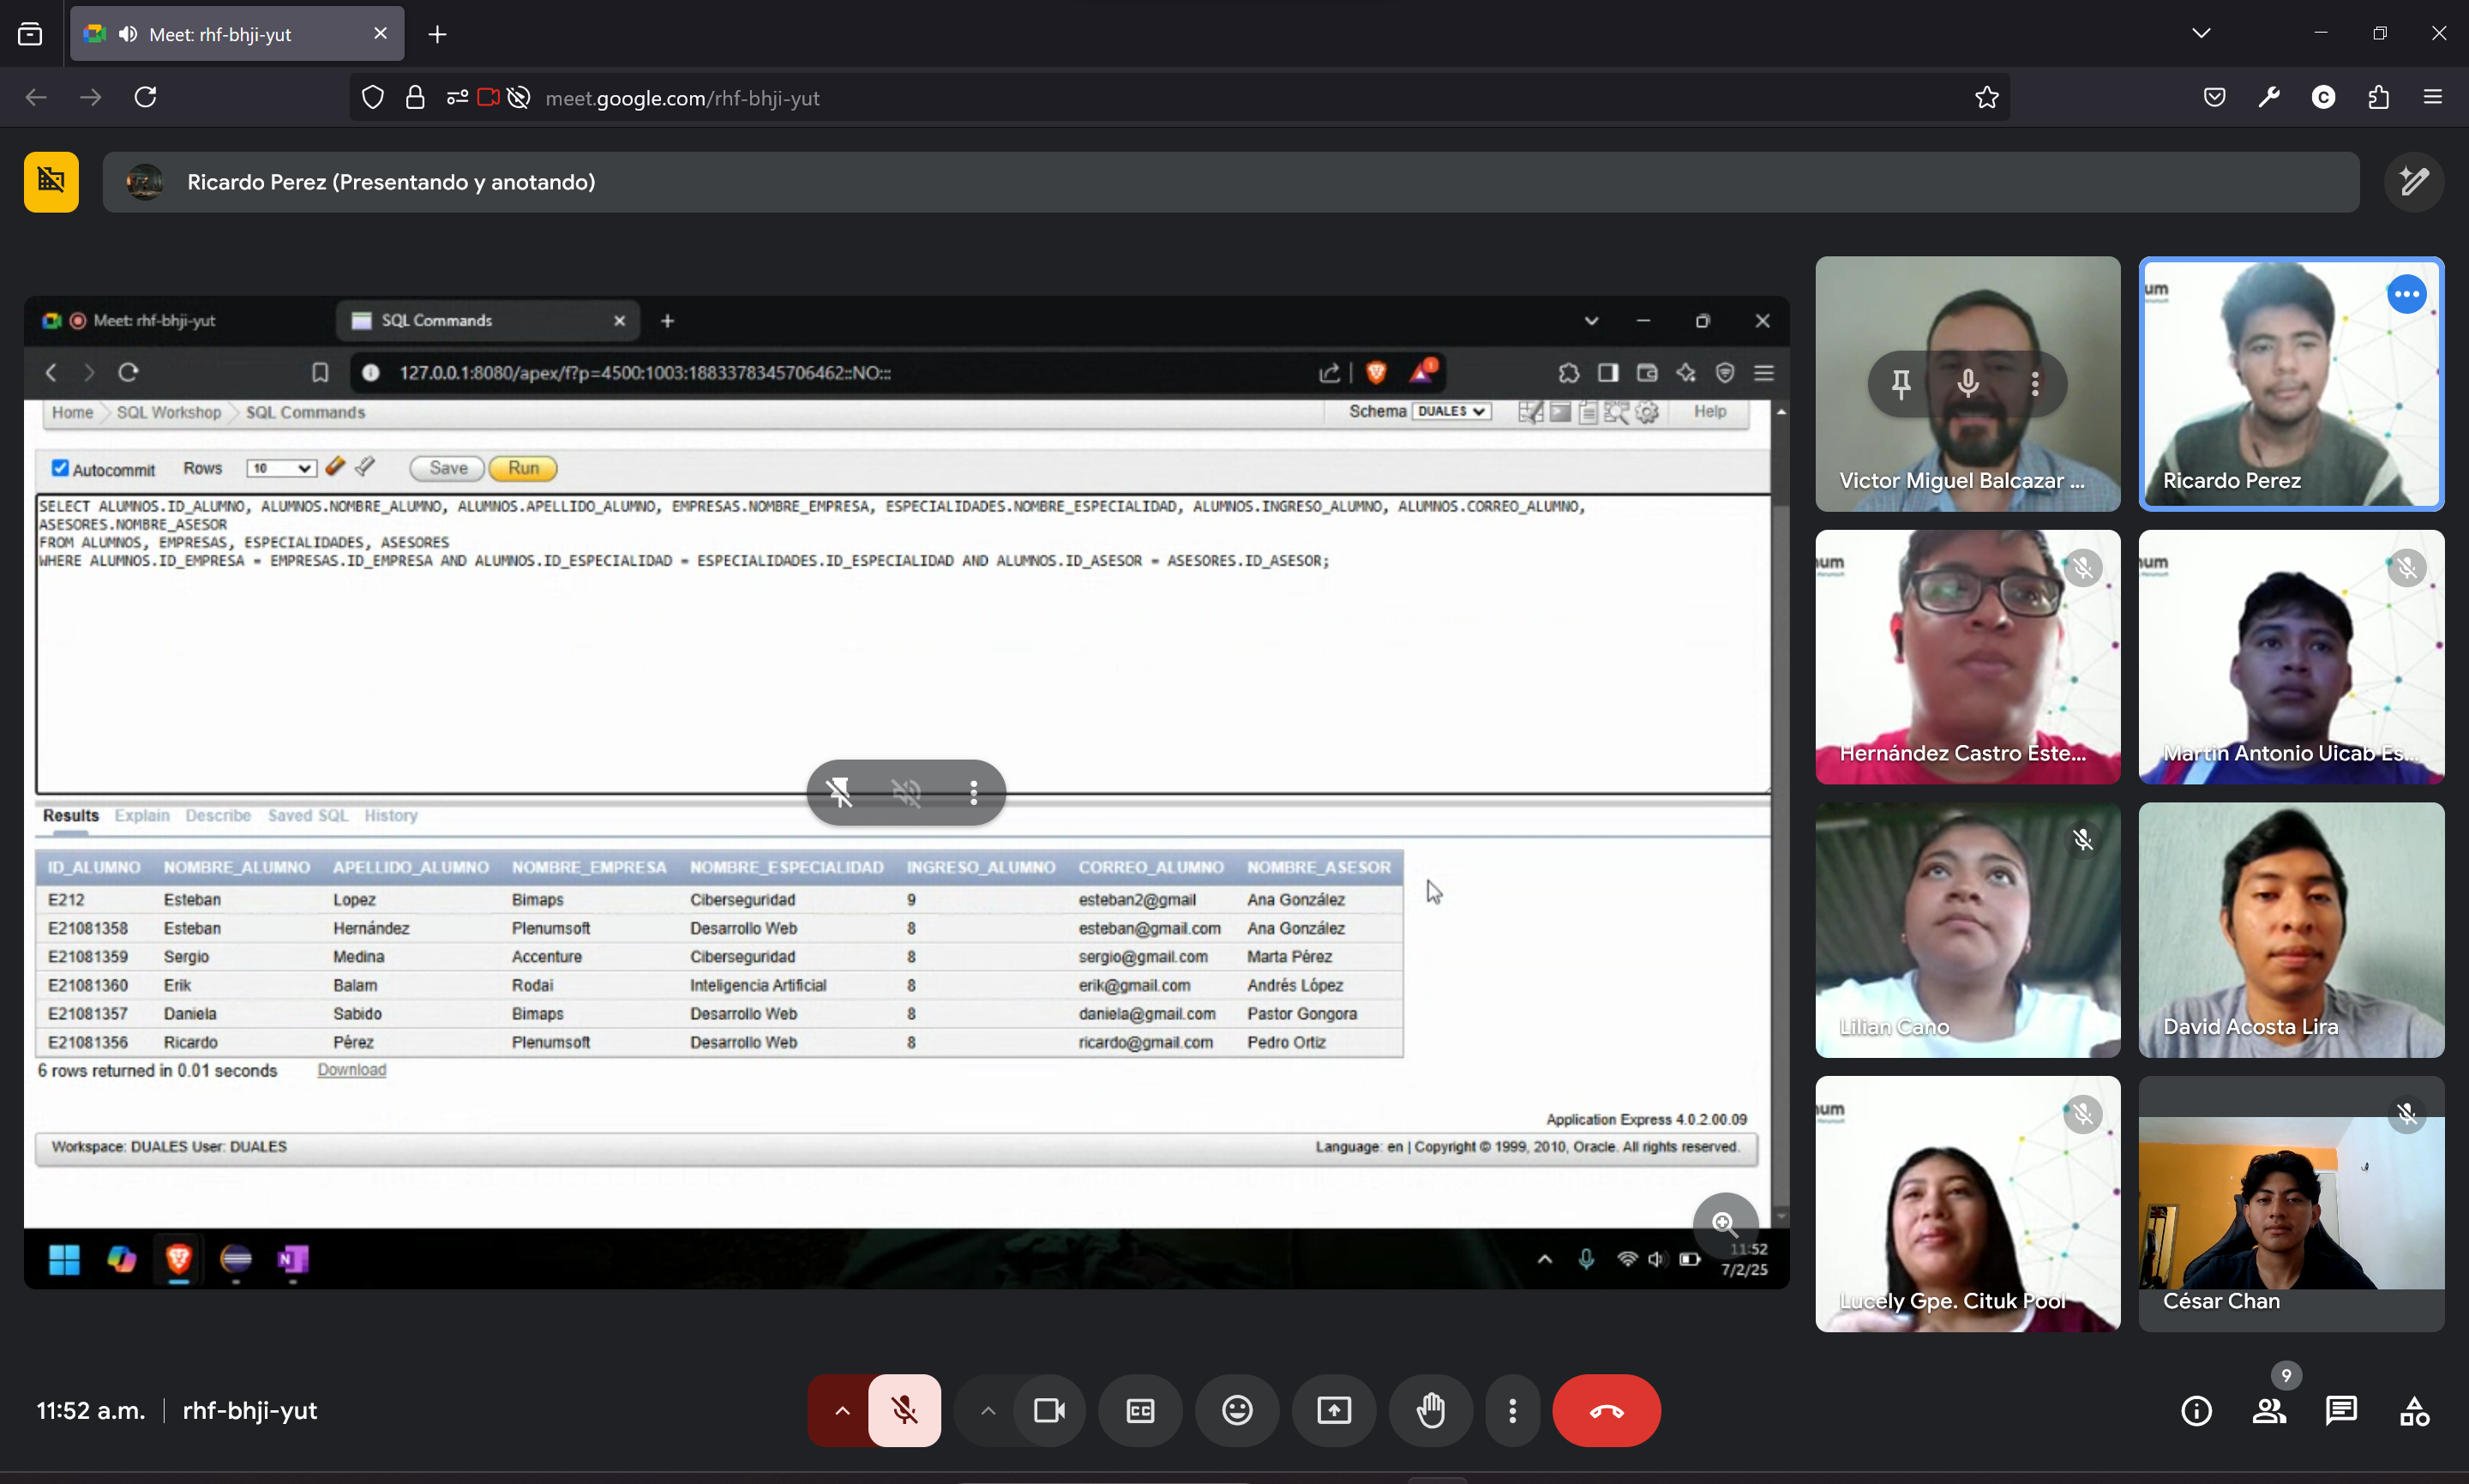 Meet: rhf-bhji-yut
meet.google.com/rhf-bhji-yut
Ricardo Perez (Presentando y anotando)
Meet: rhf-bhji-yut
SQL Commands
127.0.0.1:8080/apex/f?p=4500:1003:1883378345706462::NO:::
Home SQL Workshop SQL Commands
Schema DUALES Help
Autocommit Rows 10 Save Run
SELECT ALUMNOS.ID_ALUMNO, ALUMNOS.NOMBRE_ALUMNO, ALUMNOS.APELLIDO_ALUMNO, EMPRESAS.NOMBRE_EMPRESA, ESPECIALIDADES.NOMBRE_ESPECIALIDAD, ALUMNOS.INGRESO_ALUMNO, ALUMNOS.CORREO_ALUMNO,
ASESORES.NOMBRE_ASESOR
FROM ALUMNOS, EMPRESAS, ESPECIALIDADES, ASESORES
WHERE ALUMNOS.ID_EMPRESA = EMPRESAS.ID_EMPRESA AND ALUMNOS.ID_ESPECIALIDAD = ESPECIALIDADES.ID_ESPECIALIDAD AND ALUMNOS.ID_ASESOR = ASESORES.ID_ASESOR;
Results Explain Describe Saved SQL History
ID_ALUMNO NOMBRE_ALUMNO APELLIDO_ALUMNO NOMBRE_EMPRESA NOMBRE_ESPECIALIDAD INGRESO_ALUMNO CORREO_ALUMNO NOMBRE_ASESOR
E212 Esteban Lopez Bimaps Ciberseguridad 9 esteban2@gmail Ana González
E21081358 Esteban Hernández Plenumsoft Desarrollo Web 8 esteban@gmail.com Ana González
E21081359 Sergio Medina Accenture Ciberseguridad 8 sergio@gmail.com Marta Pérez
E21081360 Erik Balam Rodai Inteligencia Artificial 8 erik@gmail.com Andrés López
E21081357 Daniela Sabido Bimaps Desarrollo Web 8 daniela@gmail.com Pastor Gongora
E21081356 Ricardo Pérez Plenumsoft Desarrollo Web 8 ricardo@gmail.com Pedro Ortiz
6 rows returned in 0.01 seconds Download
Application Express 4.0.2.00.09
Workspace: DUALES User: DUALES
Language: en | Copyright © 1999, 2010, Oracle. All rights reserved.
11:52
7/2/25
Victor Miguel Balcazar ...
um
Ricardo Perez
um
Hernández Castro Este...
um
Martin Antonio Uicab Es...
Lilian Cano
David Acosta Lira
um
Lucely Gpe. Cituk Pool
César Chan
11:52 a.m. | rhf-bhji-yut
CC
9